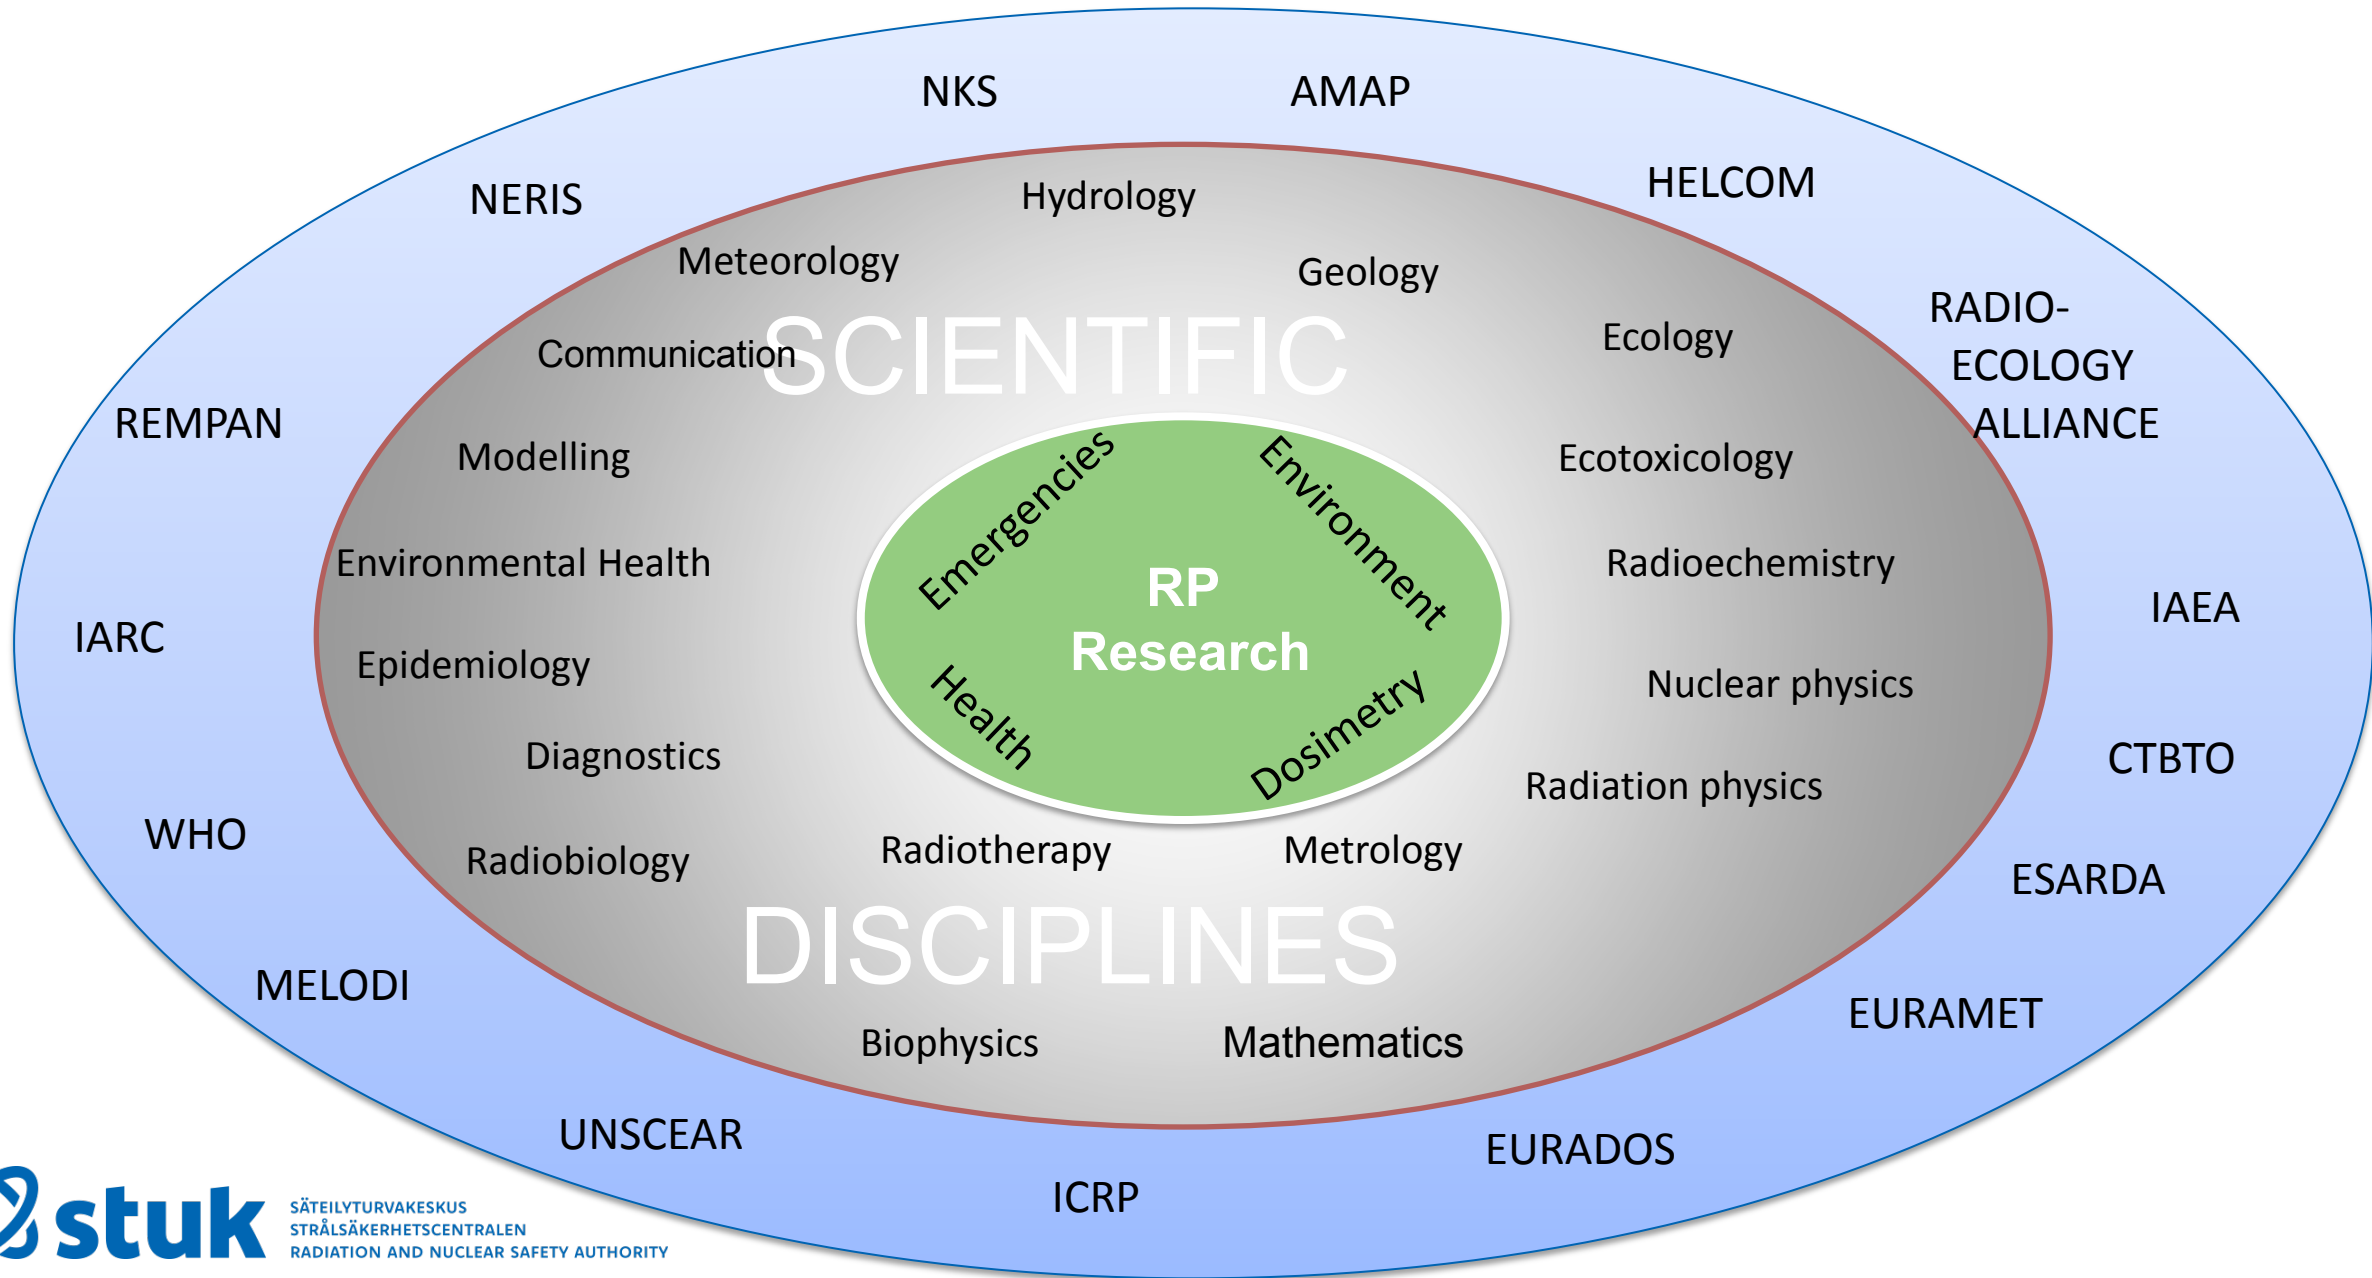 NKS
AMAP
NERIS
HELCOM
Hydrology
Meteorology
Geology
RADIO-
ECOLOGY
ALLIANCE
SCIENTIFIC
Communication
Ecology
REMPAN
Modelling
Ecotoxicology
Emergencies
Environment
Environmental Health
RP
Research
Radioechemistry
IARC
IAEA
Epidemiology
Health
Dosimetry
Nuclear physics
Diagnostics
CTBTO
Radiation physics
WHO
Radiobiology
Radiotherapy
Metrology
ESARDA
DISCIPLINES
MELODI
EURAMET
Biophysics
Mathematics
UNSCEAR
EURADOS
ICRP
stuk
SÄTEILYTURVAKESKUS
STRÅLSÄKERHETSCENTRALEN
RADIATION AND NUCLEAR SAFETY AUTHORITY